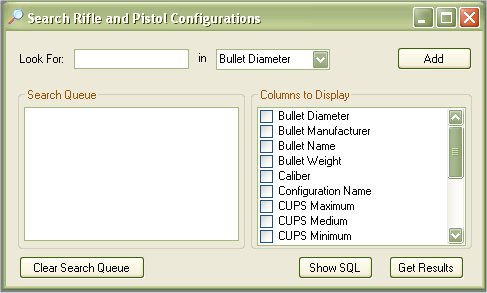 Search Rifle and Pistol Configurations
Look For: in Bullet Diameter Add
Search Queue
Columns to Display
Bullet Diameter
Bullet Manufacturer
Bullet Name
Bullet Weight
Caliber
Configuration Name
CUPS Maximum
CUPS Medium
CUPS Minimum
Clear Search Queue Show SQL Get Results